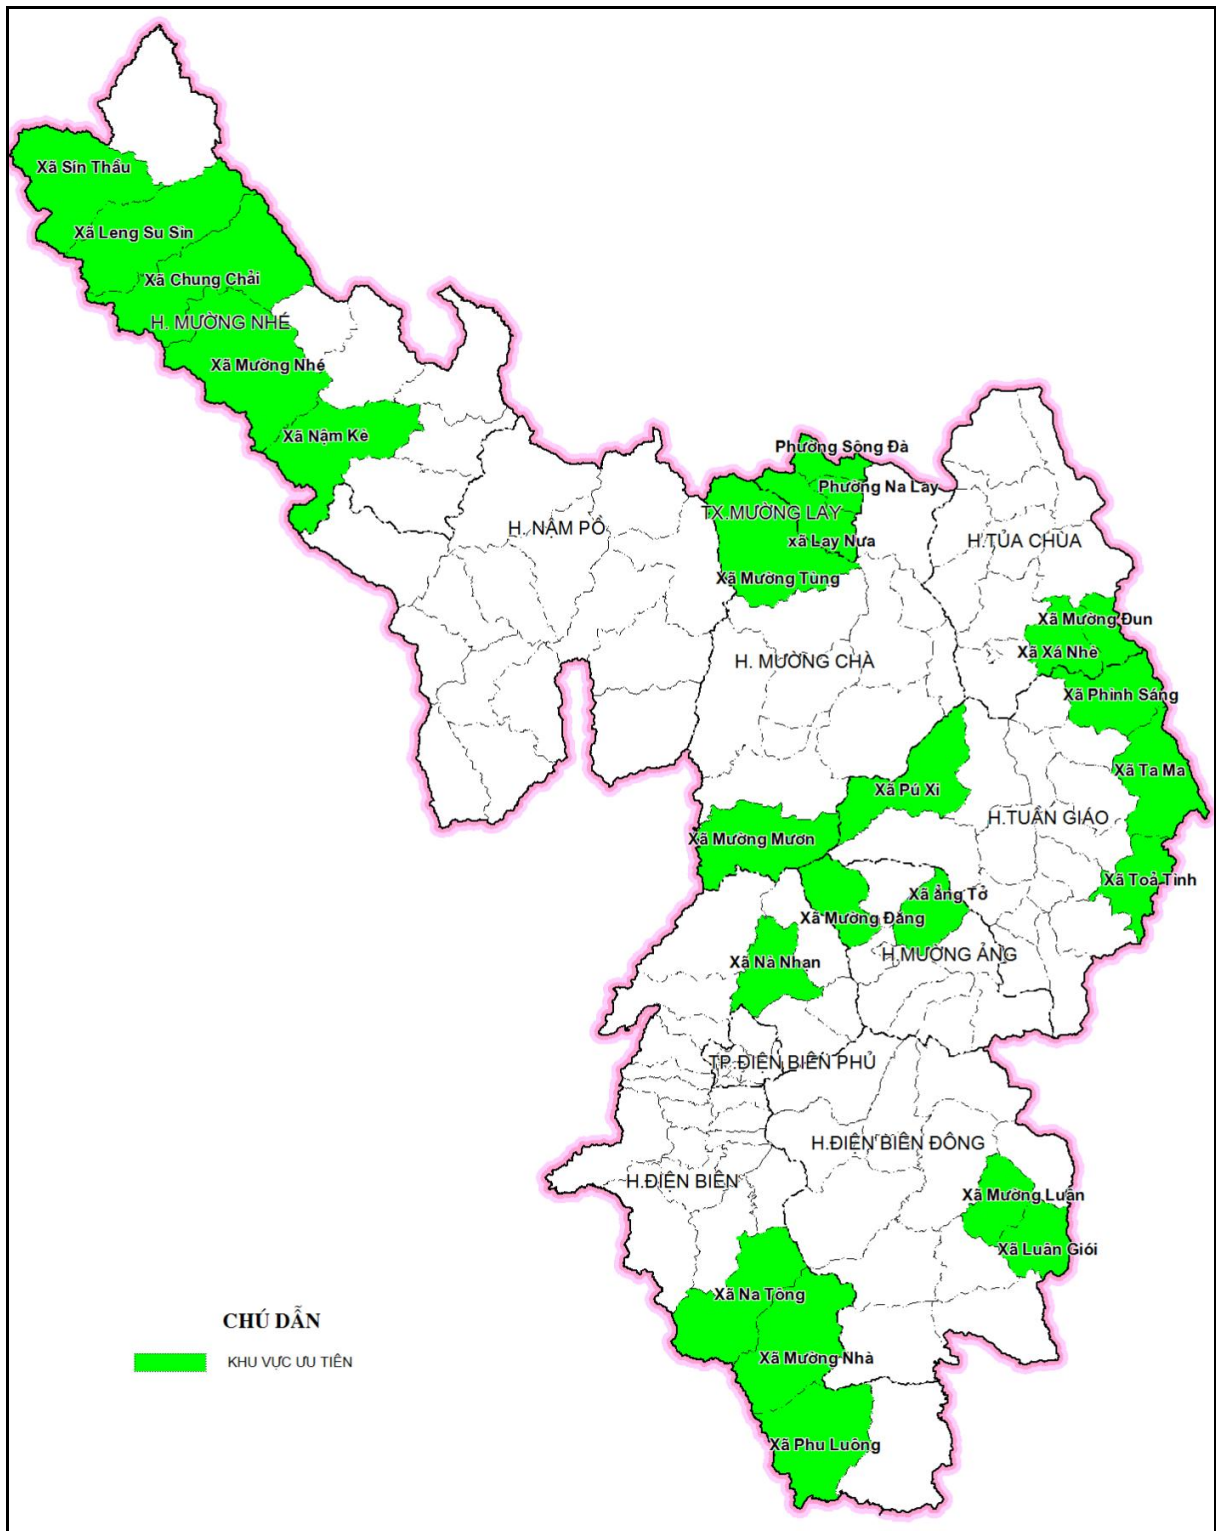 Xã Sín Thầu
Xã Leng Su Sìn
Xã Chung Chải
H. MƯỜNG NHÉ
Xã Mường Nhé
Xã Nậm Kè
Phường Sông Đà
Phường Na Lay
TX.MƯỜNG LAY
H. NẬM PỒ
xã Lay Nưa
H.TỦA CHÙA
Xã Mường Tùng
Xã Mường Đun
Xã Xá Nhè
H. MƯỜNG CHÀ
Xã Phình Sáng
Xã Ta Ma
Xã Pú Xi
H.TUẦN GIÁO
Xã Mường Mươn
Xã Toả Tình
Xã ẳng Tở
Xã Mường Đăng
H.MƯỜNG ẢNG
Xã Nà Nhạn
TP.ĐIỆN BIÊN PHỦ
H.ĐIỆN BIÊN ĐÔNG
H.ĐIỆN BIÊN
Xã Mường Luân
Xã Luân Giói
Xã Na Tông
CHÚ DẪN
Xã Mường Nhà
KHU VỰC ƯU TIÊN
Xã Phu Luông